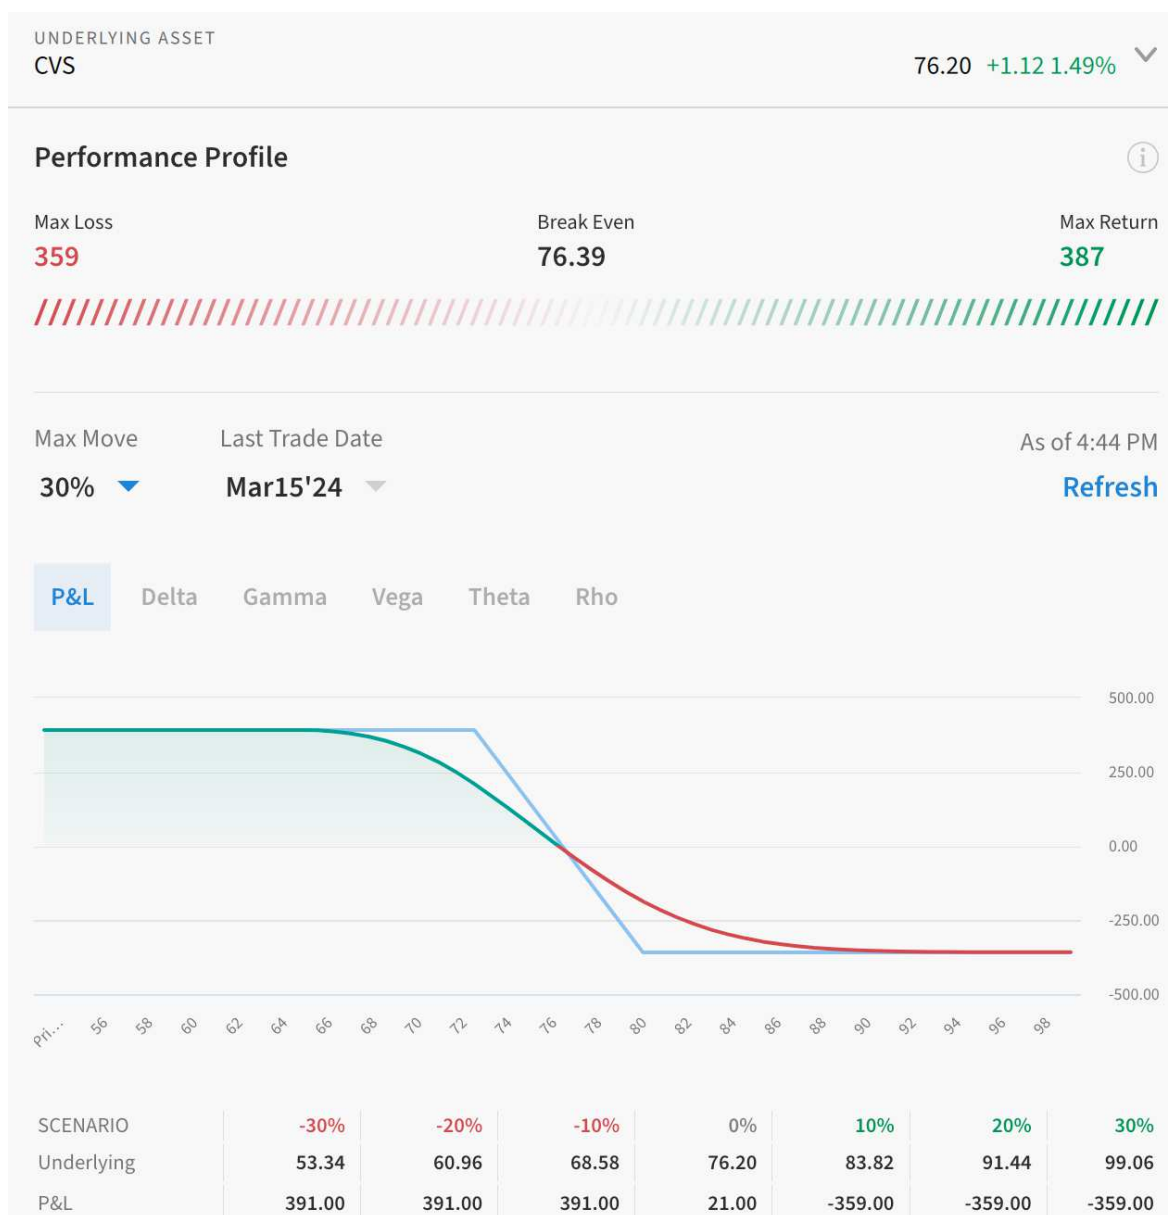 UNDERLYING ASSET
CVS
76.20 +1.12 1.49%
Performance Profile
i
Max Loss Break Even Max Return
359 76.39 387
Max Move Last Trade Date As of 4:44 PM
30% Mar15'24 Refresh
P&L Delta Gamma Vega Theta Rho
500.00
250.00
0.00
-250.00
-500.00
Pri... 56 58 60 62 64 66 68 70 72 74 76 78 80 82 84 86 88 90 92 94 96 98
SCENARIO -30% -20% -10% 0% 10% 20% 30%
Underlying 53.34 60.96 68.58 76.20 83.82 91.44 99.06
P&L 391.00 391.00 391.00 21.00 -359.00 -359.00 -359.00